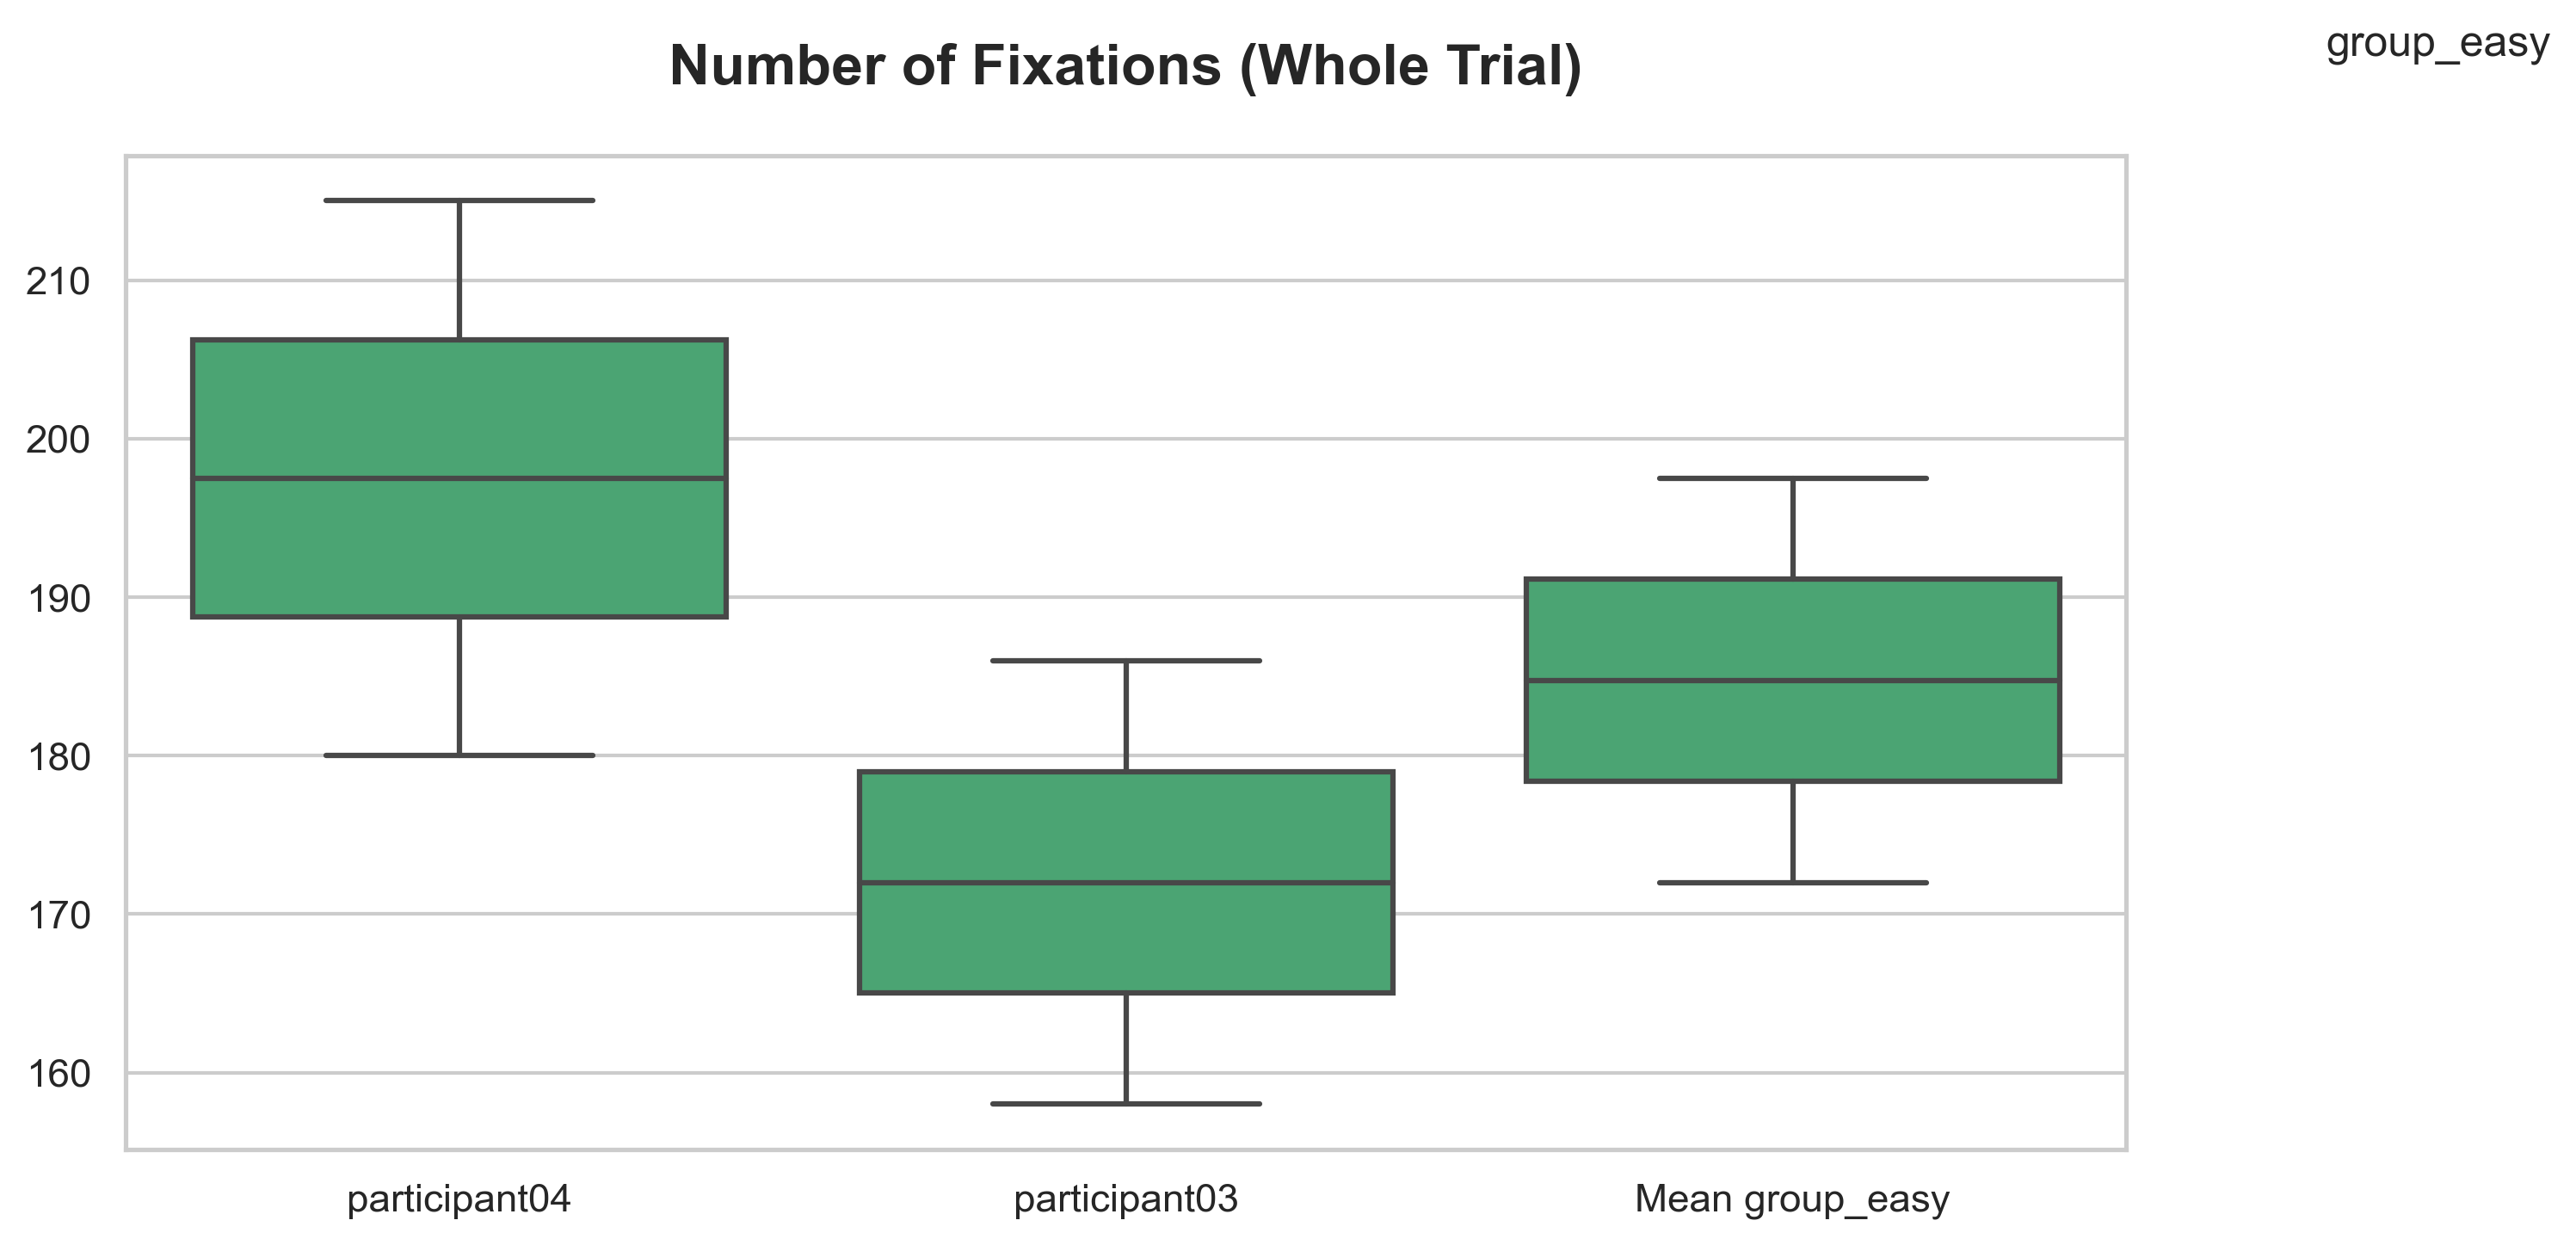 group_easy
Number of Fixations (Whole Trial)
210
200
190
180
170
160
participant04
participant03
Mean group_easy